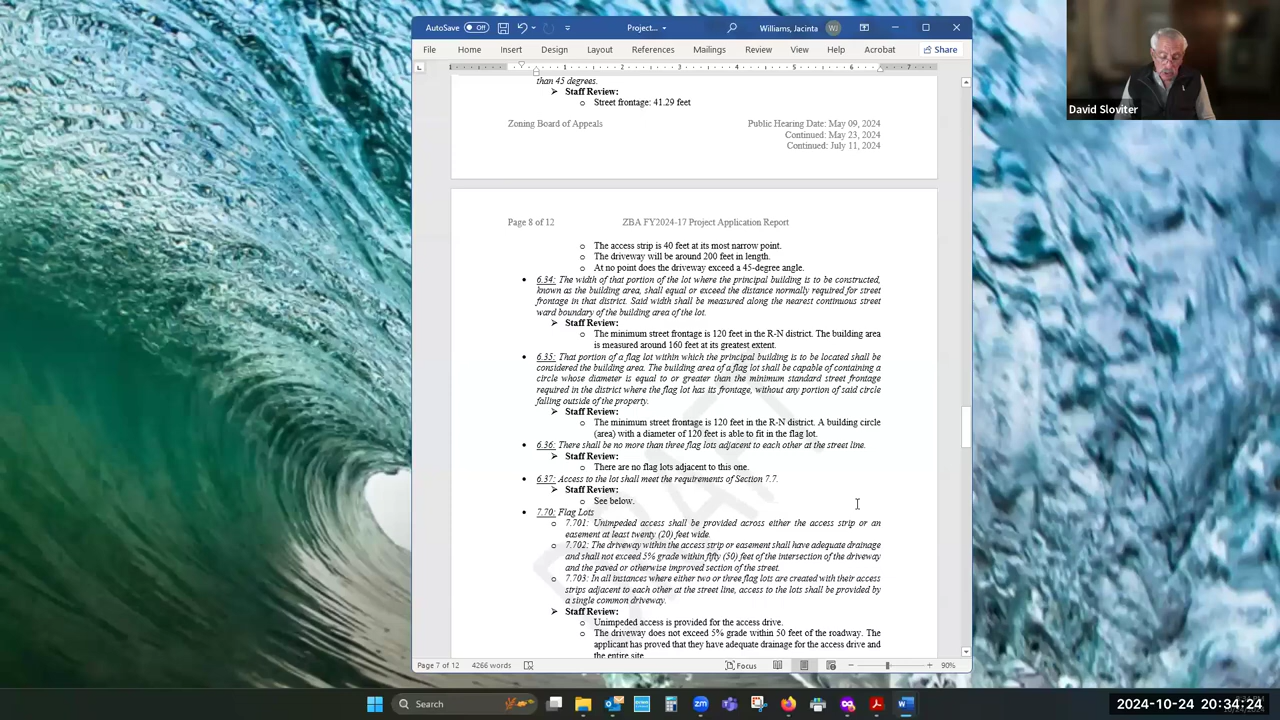 AutoSave Off Project... Williams, Jacinta WJ
File Home Insert Design Layout References Mailings Review View Help Acrobat Share
1 1 2 3 4 5 6 7
David Sloviter
than 45 degrees.
➢ Staff Review:
o Street frontage: 41.29 feet
Zoning Board of Appeals Public Hearing Date: May 09, 2024
Continued: May 23, 2024
Continued: July 11, 2024
Page 8 of 12 ZBA FY2024-17 Project Application Report
o The access strip is 40 feet at its most narrow point.
o The driveway will be around 200 feet in length.
o At no point does the driveway exceed a 45-degree angle.
• 6.34: The width of that portion of the lot where the principal building is to be constructed,
known as the building area, shall equal or exceed the distance normally required for street
frontage in that district. Said width shall be measured along the nearest continuous street
ward boundary of the building area of the lot.
➢ Staff Review:
o The minimum street frontage is 120 feet in the R-N district. The building area
is measured around 160 feet at its greatest extent.
• 6.35: That portion of a flag lot within which the principal building is to be located shall be
considered the building area. The building area of a flag lot shall be capable of containing a
circle whose diameter is equal to or greater than the minimum standard street frontage
required in the district where the flag lot has its frontage, without any portion of said circle
falling outside of the property.
➢ Staff Review:
o The minimum street frontage is 120 feet in the R-N district. A building circle
(area) with a diameter of 120 feet is able to fit in the flag lot.
• 6.36: There shall be no more than three flag lots adjacent to each other at the street line.
➢ Staff Review:
o There are no flag lots adjacent to this one.
• 6.37: Access to the lot shall meet the requirements of Section 7.7.
➢ Staff Review:
o See below.
• 7.70: Flag Lots
o 7.701: Unimpeded access shall be provided across either the access strip or an
easement at least twenty (20) feet wide.
o 7.702: The driveway within the access strip or easement shall have adequate drainage
and shall not exceed 5% grade within fifty (50) feet of the intersection of the driveway
and the paved or otherwise improved section of the street.
o 7.703: In all instances where either two or three flag lots are created with their access
strips adjacent to each other at the street line, access to the lots shall be provided by
a single common driveway.
➢ Staff Review:
o Unimpeded access is provided for the access drive.
o The driveway does not exceed 5% grade within 50 feet of the roadway. The
applicant has proved that they have adequate drainage for the access drive and
the entire site.
DRAFT
Page 7 of 12 4266 words Focus 90%
Search
2024-10-24 20:34:24